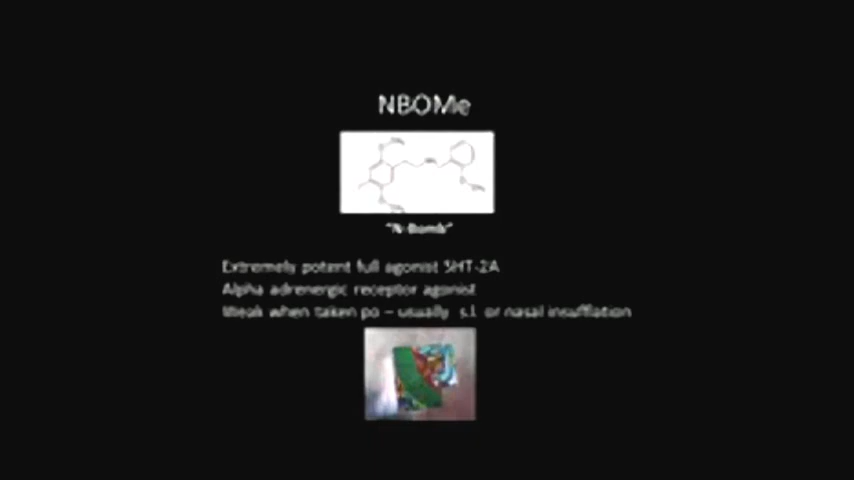 NBOMe
"N-Bomb"
Extremely potent full agonist 5HT-2A
Alpha adrenergic receptor agonist
Weak when taken po – usually s.l. or nasal insufflation